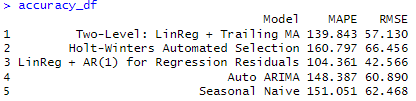 > accuracy_df
Model MAPE RMSE
1 Two-Level: LinReg + Trailing MA 139.843 57.130
2 Holt-Winters Automated Selection 160.797 66.456
3 LinReg + AR(1) for Regression Residuals 104.361 42.566
4 Auto ARIMA 148.387 60.890
5 Seasonal Naive 151.051 62.468